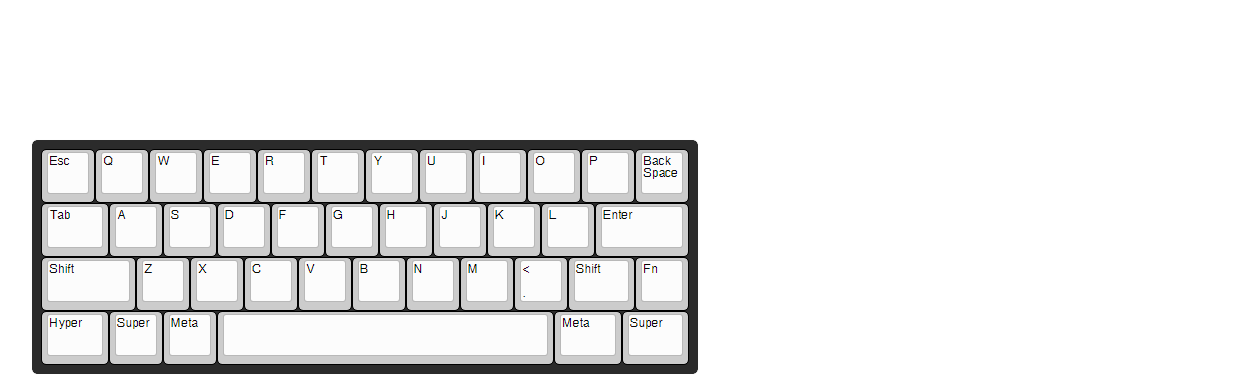 Esc Q W E R T Y U I O P Back
Space
Tab A S D F G H J K L Enter
Shift Z X C V B N M < Shift Fn
.
Hyper Super Meta Meta Super